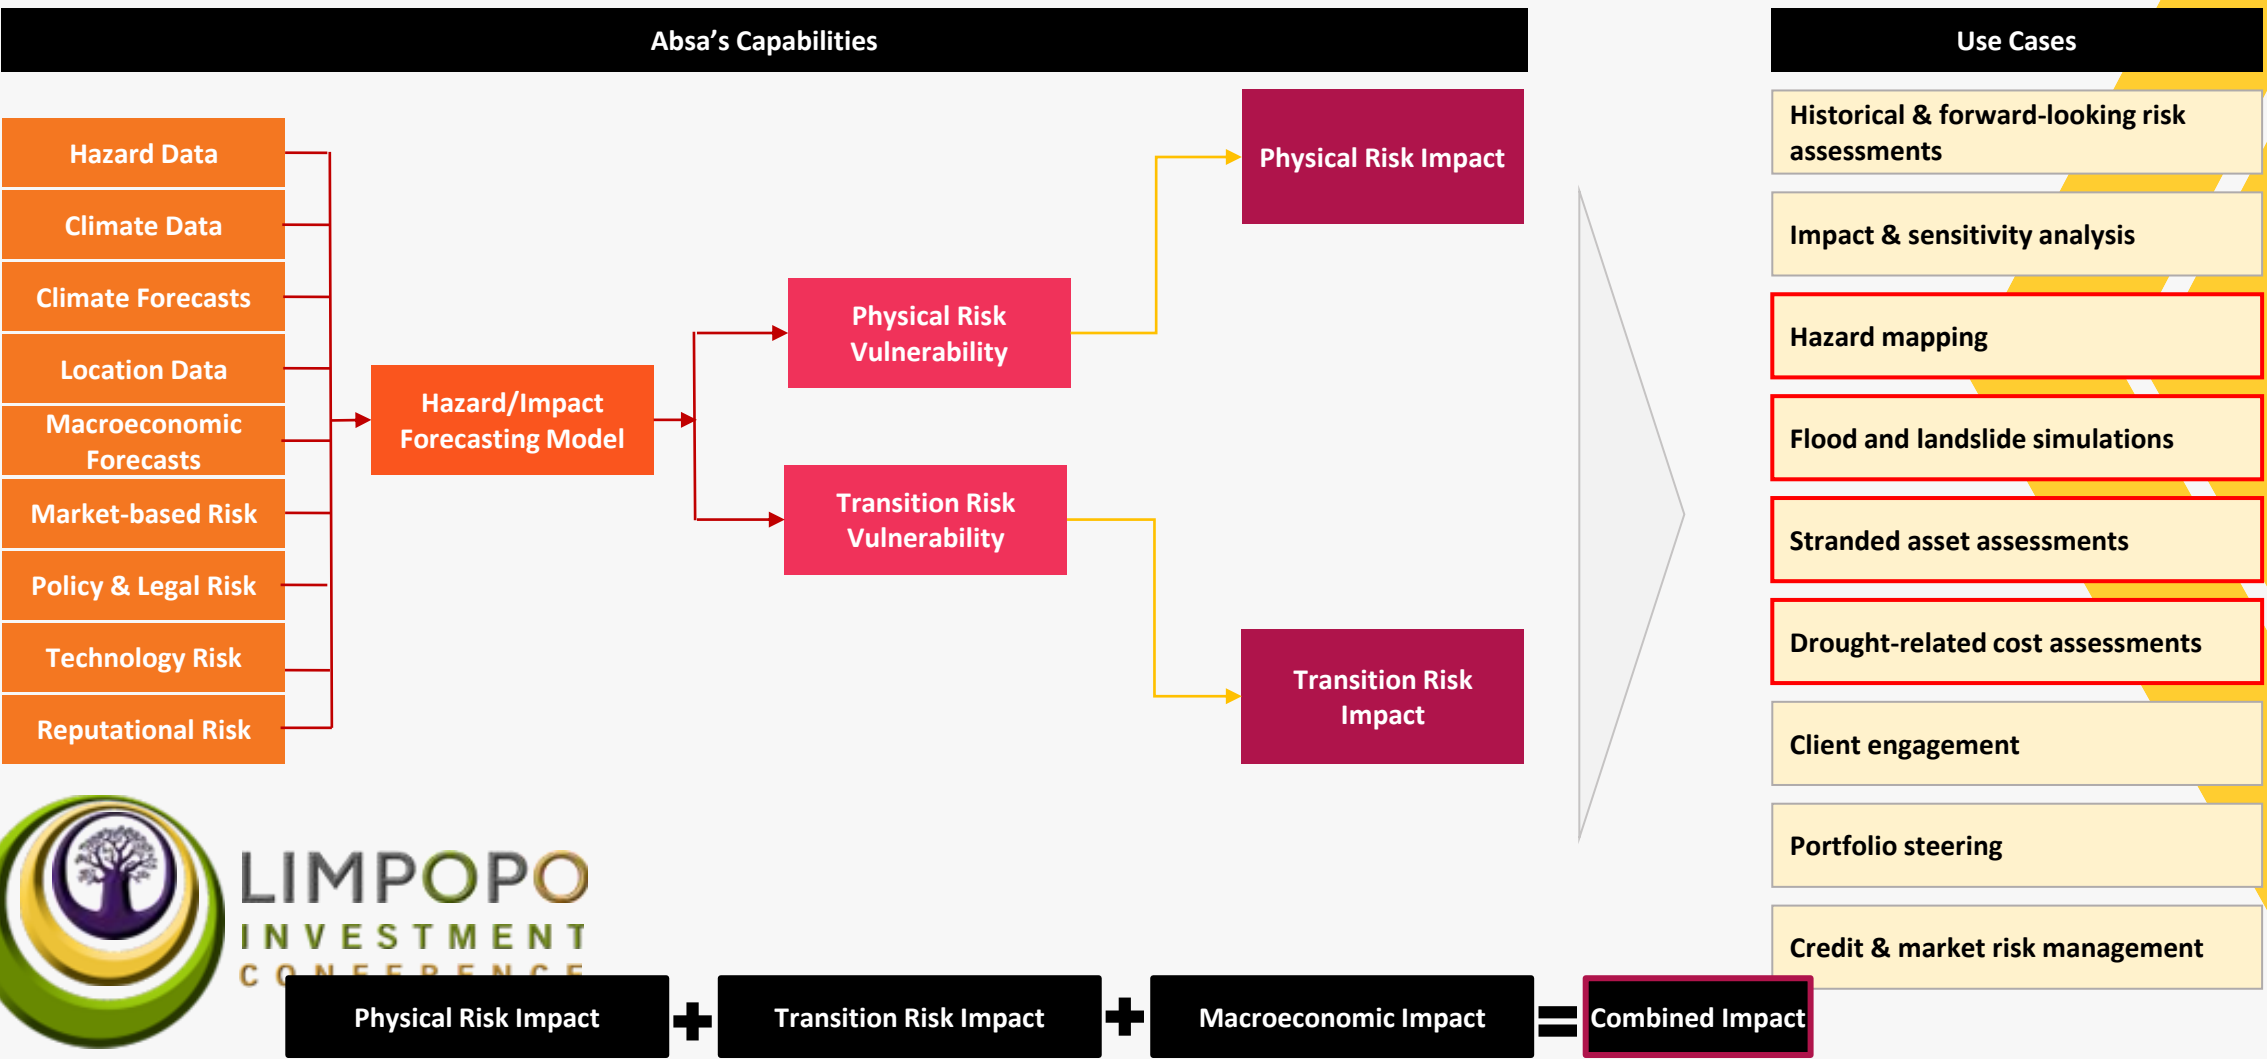 Absa’s Capabilities
Use Cases
Hazard Data
Climate Data
Climate Forecasts
Location Data
Macroeconomic
Forecasts
Market-based Risk
Policy & Legal Risk
Technology Risk
Reputational Risk
Hazard/Impact
Forecasting Model
Physical Risk
Vulnerability
Transition Risk
Vulnerability
Physical Risk Impact
Transition Risk
Impact
Historical & forward-looking risk
assessments
Impact & sensitivity analysis
Hazard mapping
Flood and landslide simulations
Stranded asset assessments
Drought-related cost assessments
Client engagement
Portfolio steering
Credit & market risk management
LIMPOPO
INVESTMENT
CONFERENCE
Physical Risk Impact + Transition Risk Impact + Macroeconomic Impact = Combined Impact